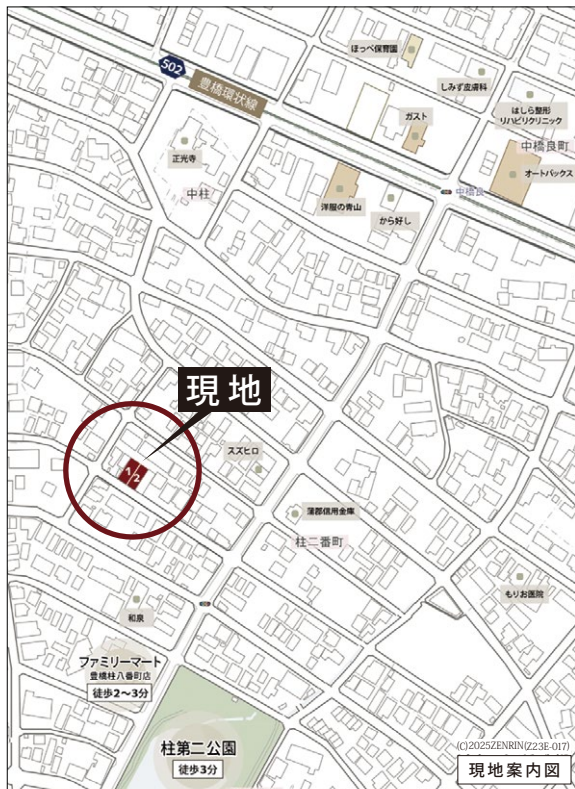 ほっぺ保育園
しみず皮膚科
502
豊橋環状線
はしら整形
リハビリクリニック
ガスト
中橋良町
オートバックス
正光寺
中柱
洋服の青山
から好し
中橋良
現地
1/2
スズヒロ
蒲郡信用金庫
柱二番町
もりお医院
和泉
ファミリーマート
豊橋柱八番町店
徒歩2〜3分
柱第二公園
徒歩3分
(C)2025ZENRIN(Z23E-017)
現地案内図